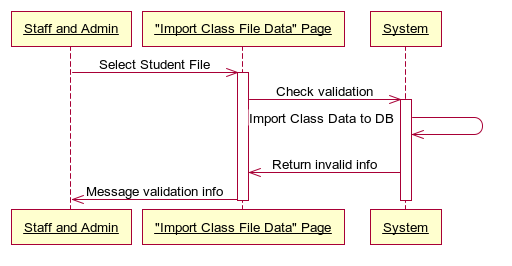 Staff and Admin
"Import Class File Data" Page
System
Select Student File
Check validation
Import Class Data to DB
Return invalid info
Message validation info
Staff and Admin
"Import Class File Data" Page
System